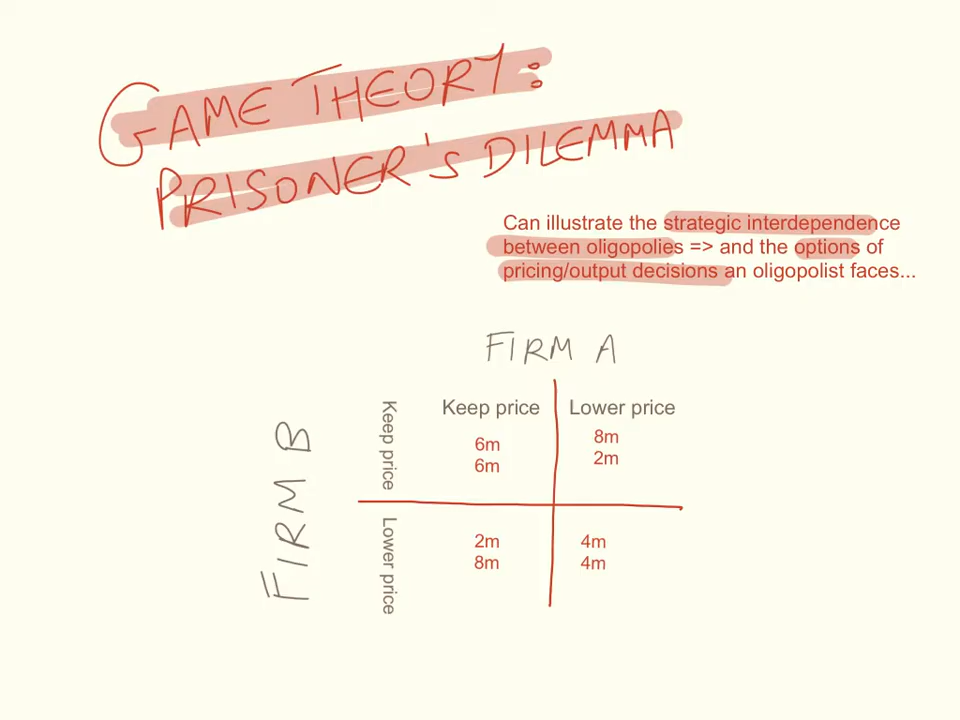 GAME THEORY:
PRISONER'S DILEMMA
Can illustrate the strategic interdependence
between oligopolies => and the options of
pricing/output decisions an oligopolist faces...
FIRM A
Keep price Lower price
FIRM B
Keep price
6m 8m
6m 2m
Lower price
2m 4m
8m 4m